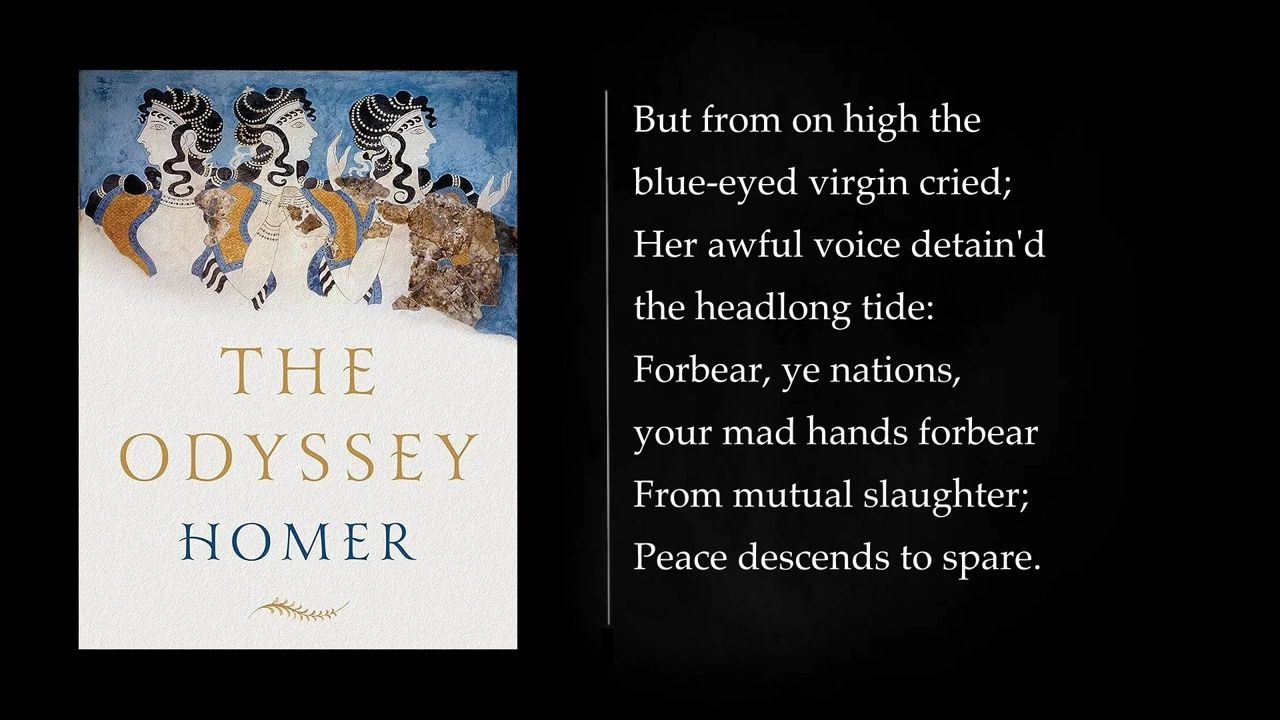 THE
ODYSSEY
HOMER
But from on high the
blue-eyed virgin cried;
Her awful voice detain'd
the headlong tide:
Forbear, ye nations,
your mad hands forbear
From mutual slaughter;
Peace descends to spare.